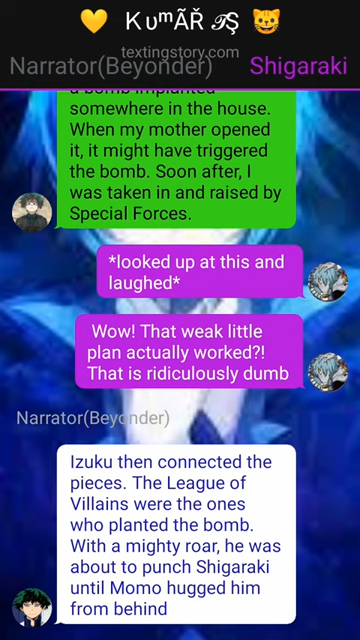 💛 Kυᵐã̌Ř 𝒯Ş 😺
textingstory.com
Narrator(Beyonder) Shigaraki
a bomb implanted
somewhere in the house.
When my mother opened
it, it might have triggered
the bomb. Soon after, I
was taken in and raised by
Special Forces.
*looked up at this and
laughed*
Wow! That weak little
plan actually worked?!
That is ridiculously dumb
Narrator(Beyonder)
Izuku then connected the
pieces. The League of
Villains were the ones
who planted the bomb.
With a mighty roar, he was
about to punch Shigaraki
until Momo hugged him
from behind